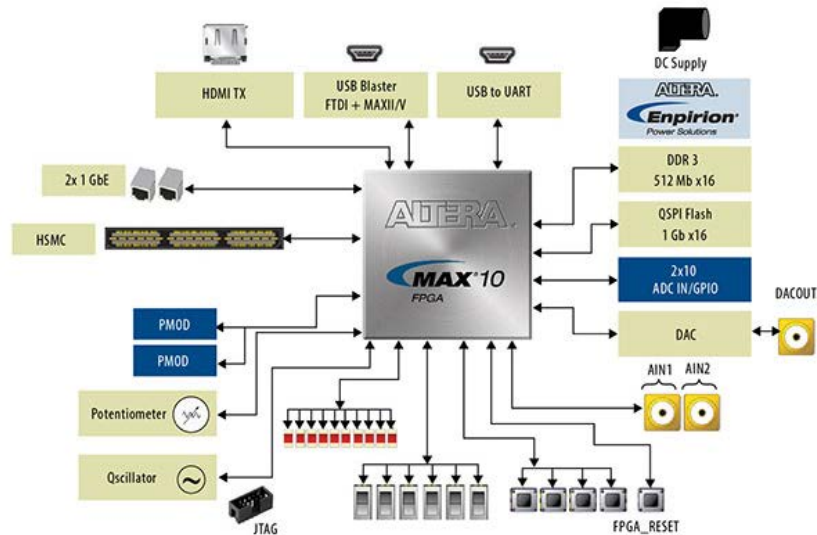 DC Supply
HDMI TX
USB Blaster
FTDI + MAXII/V
USB to UART
ALTERA.
Enpirion®
Power Solutions
2x 1 GbE
DDR 3
512 Mb x16
HSMC
ALTERA.
MAX®10
FPGA
QSPI Flash
1 Gb x16
2x10
ADC IN/GPIO
DACOUT
PMOD
PMOD
DAC
AIN1
AIN2
Potentiometer
Qscillator
JTAG
FPGA_RESET